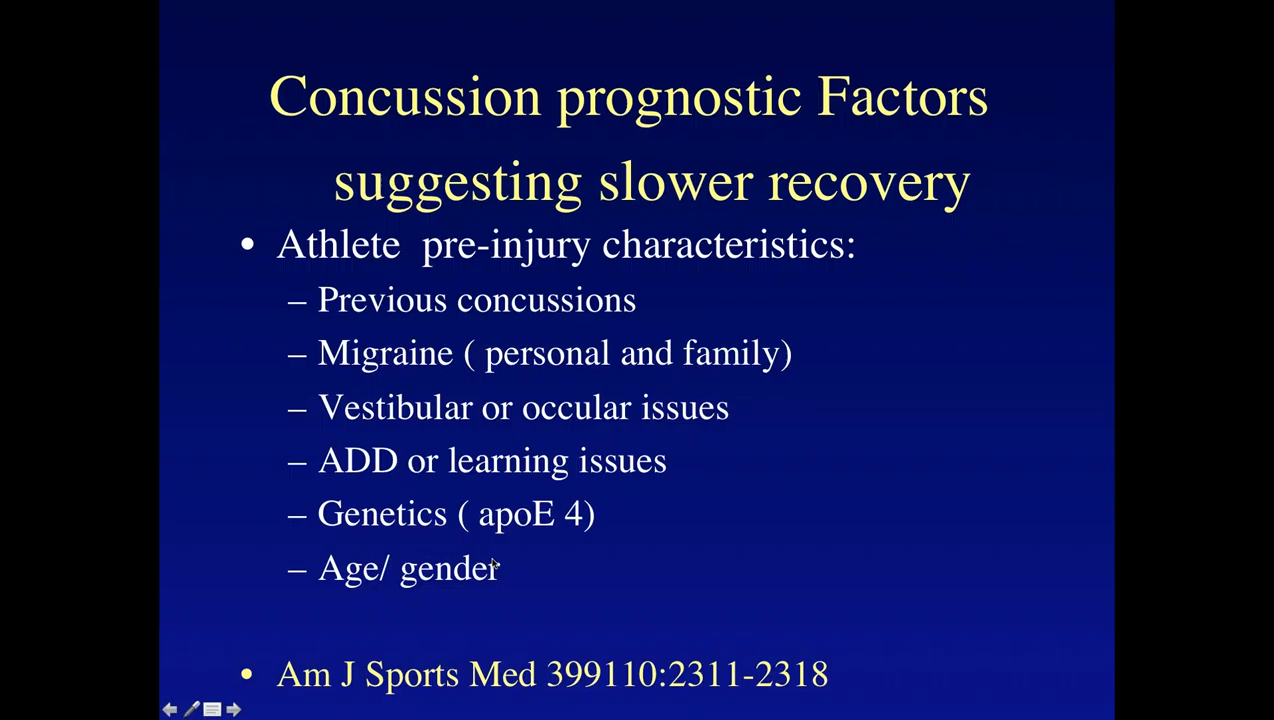 Concussion prognostic Factors
suggesting slower recovery
• Athlete pre-injury characteristics:
– Previous concussions
– Migraine ( personal and family)
– Vestibular or occular issues
– ADD or learning issues
– Genetics ( apoE 4)
– Age/ gender
• Am J Sports Med 399110:2311-2318